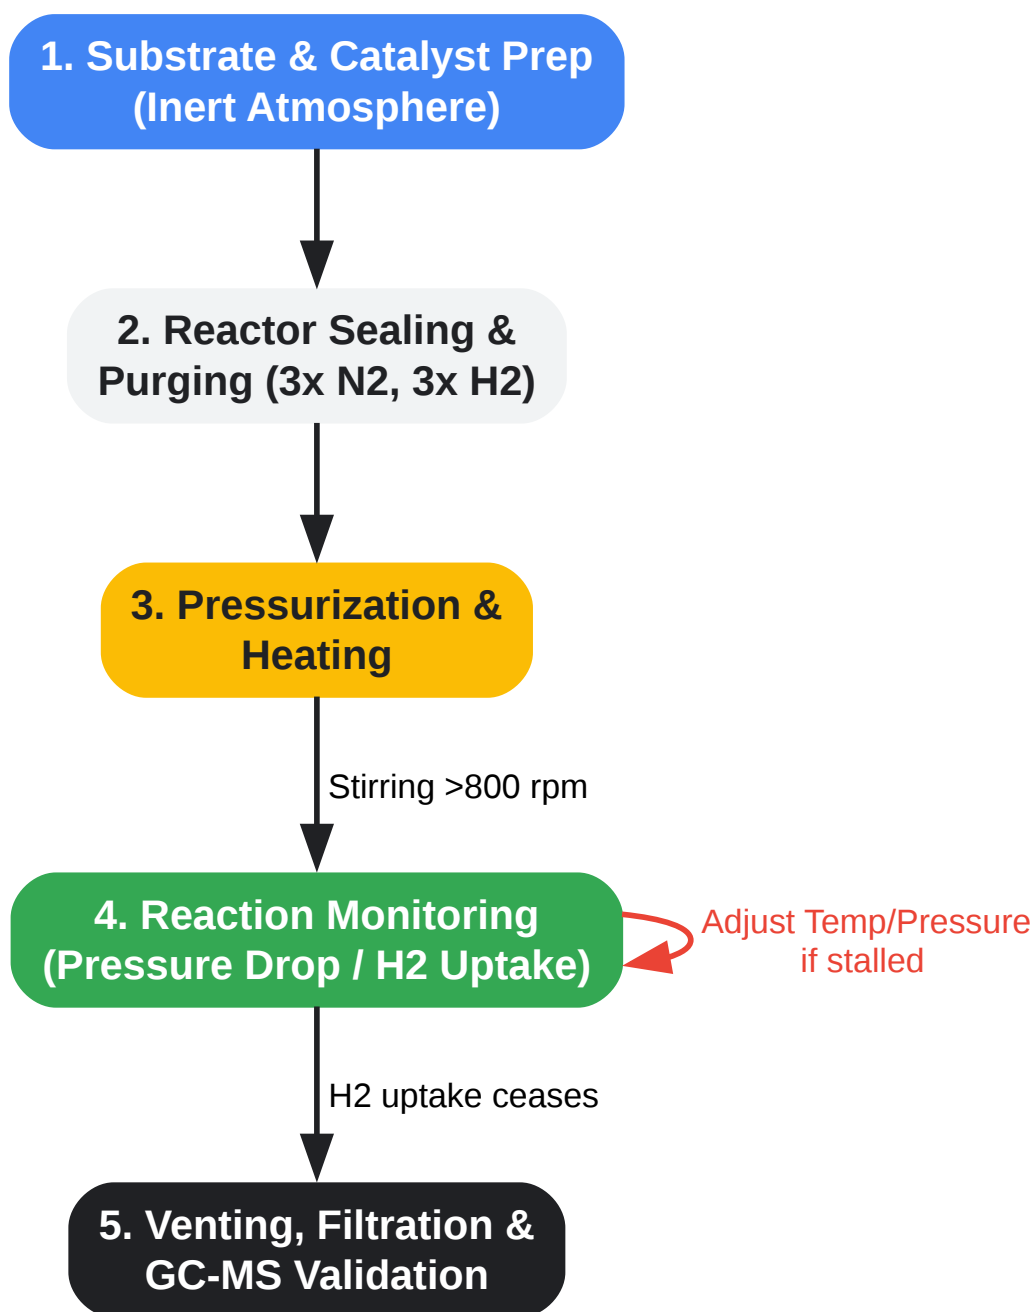 1. Substrate & Catalyst Prep
(Inert Atmosphere)
2. Reactor Sealing &
Purging (3x N2, 3x H2)
3. Pressurization &
Heating
Stirring >800 rpm
4. Reaction Monitoring
(Pressure Drop / H2 Uptake)
Adjust Temp/Pressure
if stalled
H2 uptake ceases
5. Venting, Filtration &
GC-MS Validation